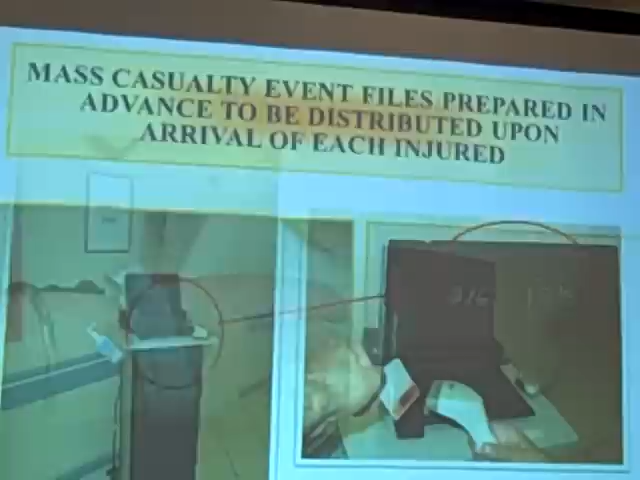 MASS CASUALTY EVENT FILES PREPARED IN
ADVANCE TO BE DISTRIBUTED UPON
ARRIVAL OF EACH INJURED